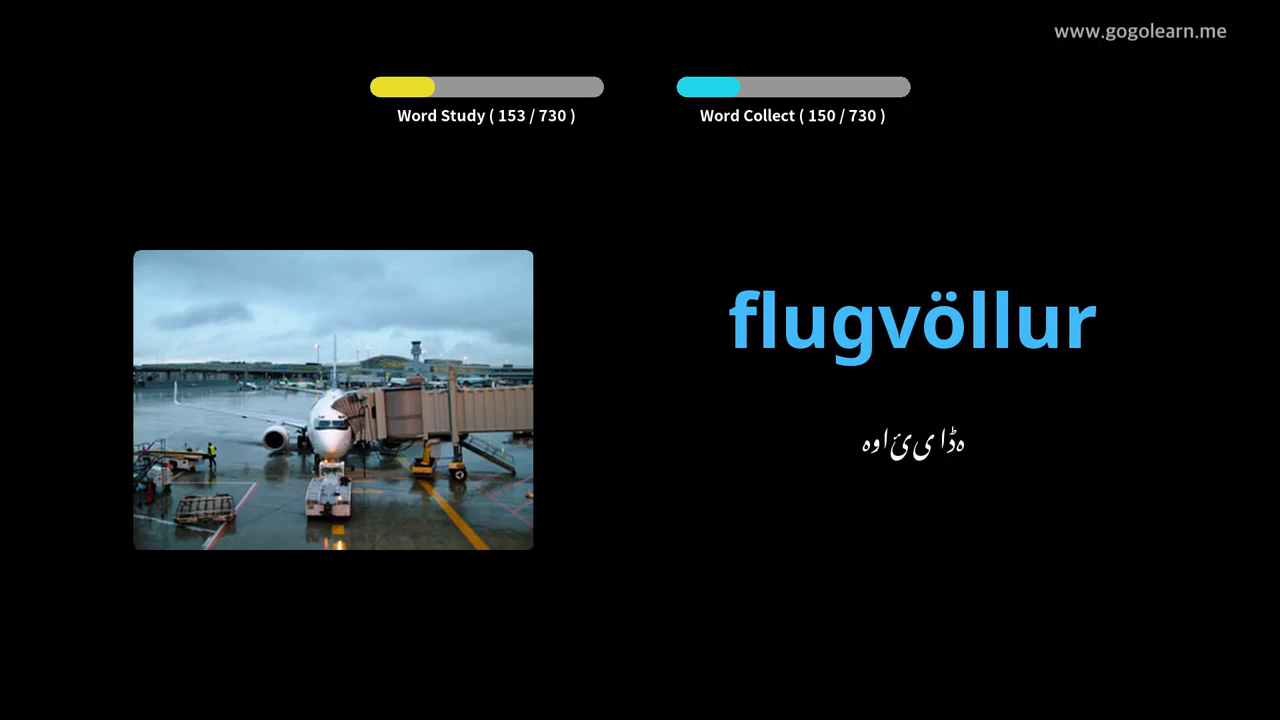 www.gogolearn.me
Word Study ( 153 / 730 )
Word Collect ( 150 / 730 )
flugvöllur
ہوائی اڈہ